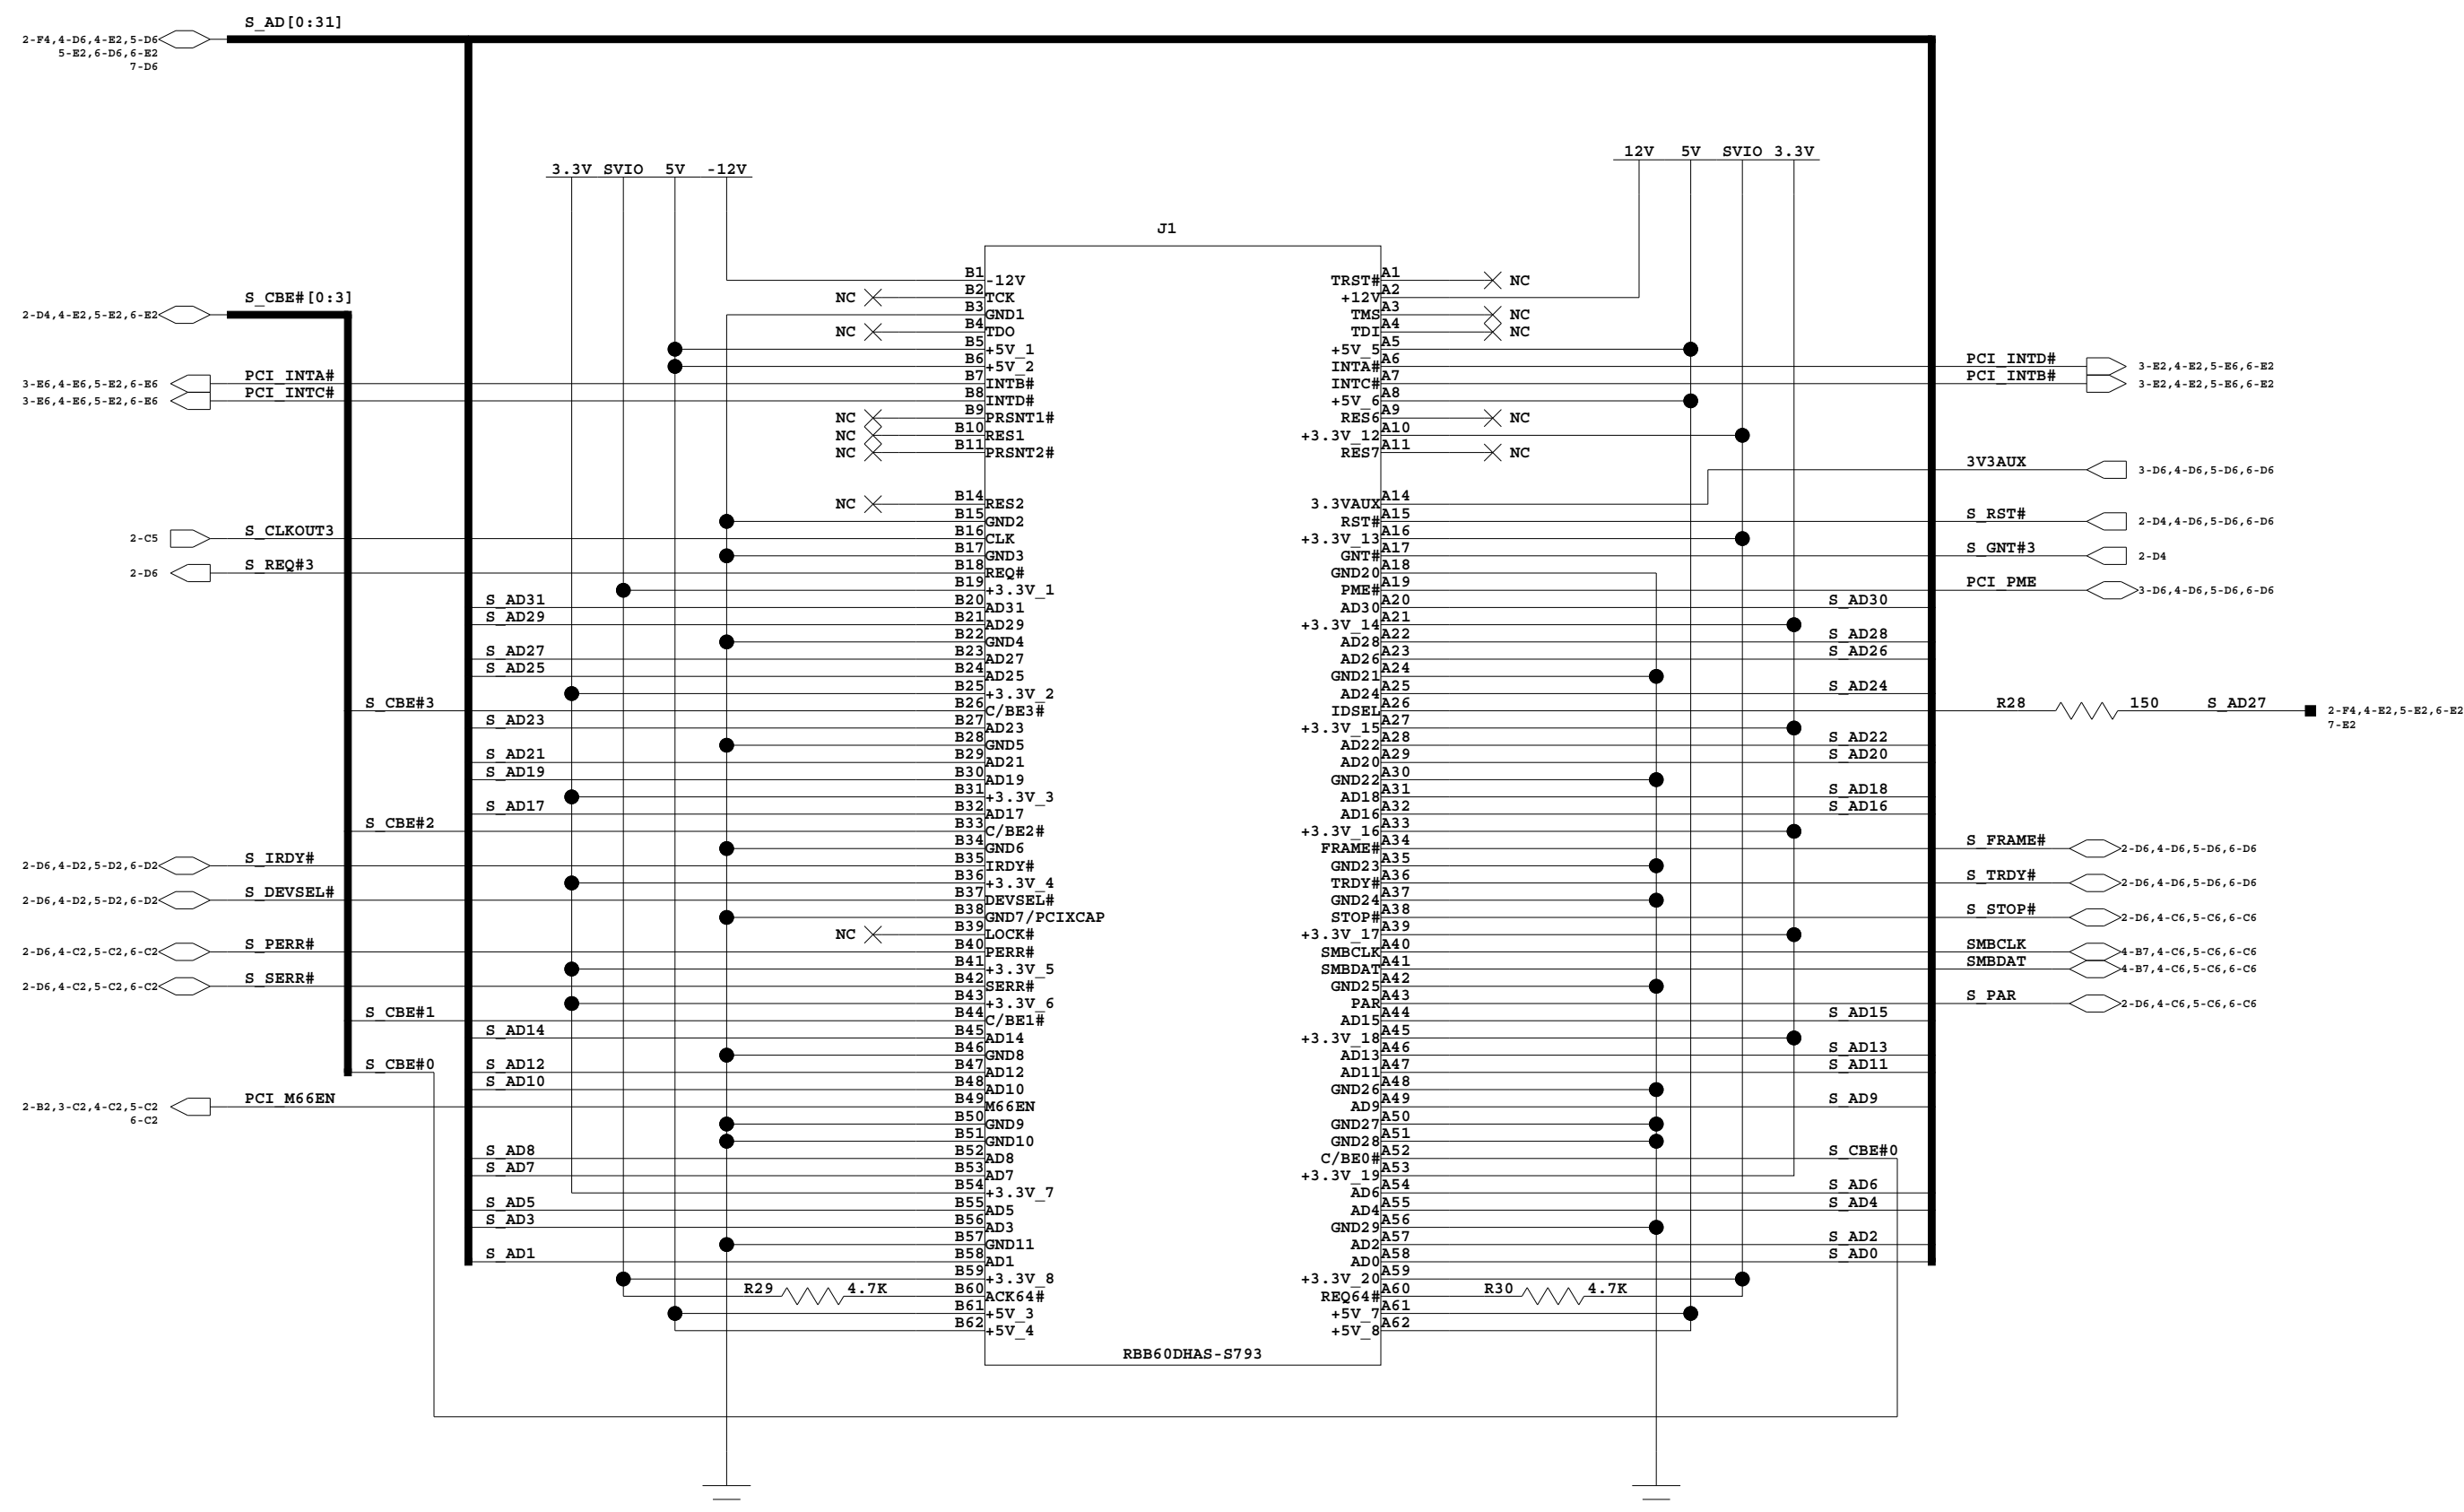 S_AD[0:31]
2-F4,4-D6,4-E2,5-D6
5-E2,6-D6,6-E2
7-D6
3.3V SVIO 5V -12V
12V 5V SVIO 3.3V
J1
B1 -12V TRST# A1 NC
NC B2 TCK +12V A2
B3 GND1 TMS A3 NC
NC B4 TDO TDI A4 NC
B5 +5V_1 +5V_5 A5
B6 +5V_2 INTA# A6 PCI_INTD# 3-E2,4-E2,5-E6,6-E2
3-E6,4-E6,5-E2,6-E6 PCI_INTA# B7 INTB# INTC# A7 PCI_INTB# 3-E2,4-E2,5-E6,6-E2
3-E6,4-E6,5-E2,6-E6 PCI_INTC# B8 INTD# +5V_6 A8
NC B9 PRSNT1# RES6 A9 NC
NC B10 RES1 +3.3V_12 A10
NC B11 PRSNT2# RES7 A11 NC
S_CBE#[0:3]
2-D4,4-E2,5-E2,6-E2
3V3AUX 3-D6,4-D6,5-D6,6-D6
NC B14 RES2 3.3VAUX A14
B15 GND2 RST# A15 S_RST# 2-D4,4-D6,5-D6,6-D6
2-C5 S_CLKOUT3 B16 CLK +3.3V_13 A16
B17 GND3 GNT# A17 S_GNT#3 2-D4
2-D6 S_REQ#3 B18 REQ# GND20 A18
B19 +3.3V_1 PME# A19 PCI_PME 3-D6,4-D6,5-D6,6-D6
S_AD31 B20 AD31 AD30 A20 S_AD30
S_AD29 B21 AD29 +3.3V_14 A21
B22 GND4 AD28 A22 S_AD28
S_AD27 B23 AD27 AD26 A23 S_AD26
S_AD25 B24 AD25 GND21 A24
B25 +3.3V_2 AD24 A25 S_AD24
S_CBE#3 B26 C/BE3# IDSEL A26 R28 150 S_AD27 2-F4,4-E2,5-E2,6-E2
7-E2
S_AD23 B27 AD23 +3.3V_15 A27
B28 GND5 AD22 A28 S_AD22
S_AD21 B29 AD21 AD20 A29 S_AD20
S_AD19 B30 AD19 GND22 A30
B31 +3.3V_3 AD18 A31 S_AD18
S_AD17 B32 AD17 AD16 A32 S_AD16
S_CBE#2 B33 C/BE2# +3.3V_16 A33
B34 GND6 FRAME# A34 S_FRAME# 2-D6,4-D6,5-D6,6-D6
2-D6,4-D2,5-D2,6-D2 S_IRDY# B35 IRDY# GND23 A35
B36 +3.3V_4 TRDY# A36 S_TRDY# 2-D6,4-D6,5-D6,6-D6
2-D6,4-D2,5-D2,6-D2 S_DEVSEL# B37 DEVSEL# GND24 A37
B38 GND7/PCIXCAP STOP# A38 S_STOP# 2-D6,4-C6,5-C6,6-C6
NC B39 LOCK# +3.3V_17 A39
2-D6,4-C2,5-C2,6-C2 S_PERR# B40 PERR# SMBCLK A40 SMBCLK 4-B7,4-C6,5-C6,6-C6
B41 +3.3V_5 SMBDAT A41 SMBDAT 4-B7,4-C6,5-C6,6-C6
2-D6,4-C2,5-C2,6-C2 S_SERR# B42 SERR# GND25 A42
B43 +3.3V_6 PAR A43 S_PAR 2-D6,4-C6,5-C6,6-C6
S_CBE#1 B44 C/BE1# AD15 A44 S_AD15
S_AD14 B45 AD14 +3.3V_18 A45
B46 GND8 AD13 A46 S_AD13
S_CBE#0 S_AD12 B47 AD12 AD11 A47 S_AD11
S_AD10 B48 AD10 GND26 A48
2-B2,3-C2,4-C2,5-C2 PCI_M66EN B49 M66EN AD9 A49 S_AD9
6-C2
B50 GND9 GND27 A50
B51 GND10 GND28 A51
S_AD8 B52 AD8 C/BE0# A52 S_CBE#0
S_AD7 B53 AD7 +3.3V_19 A53
B54 +3.3V_7 AD6 A54 S_AD6
S_AD5 B55 AD5 AD4 A55 S_AD4
S_AD3 B56 AD3 GND29 A56
B57 GND11 AD2 A57 S_AD2
S_AD1 B58 AD1 AD0 A58 S_AD0
B59 +3.3V_8 +3.3V_20 A59
R29 4.7K B60 ACK64# REQ64# A60 R30 4.7K
B61 +5V_3 +5V_7 A61
B62 +5V_4 +5V_8 A62
RBB60DHAS-S793